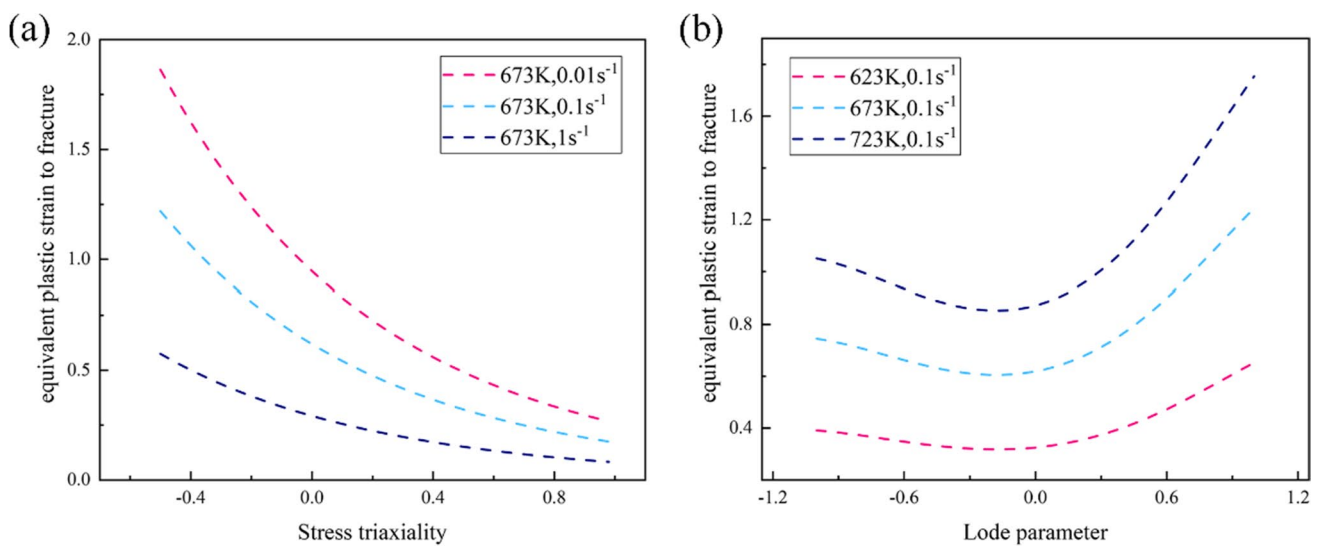 (a)
equivalent plastic strain to fracture
2.0
1.5
1.0
0.5
0.0
673K,0.01s⁻¹
673K,0.1s⁻¹
673K,1s⁻¹
-0.4 0.0 0.4 0.8
Stress triaxiality
(b)
equivalent plastic strain to fracture
1.6
1.2
0.8
0.4
623K,0.1s⁻¹
673K,0.1s⁻¹
723K,0.1s⁻¹
-1.2 -0.6 0.0 0.6 1.2
Lode parameter